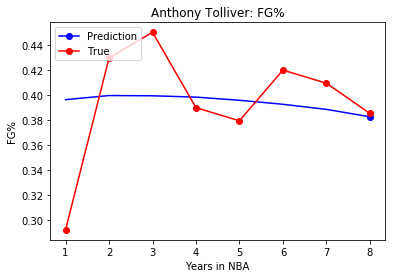 Anthony Tolliver: FG%
Prediction
True
FG%
0.44
0.42
0.40
0.38
0.36
0.34
0.32
0.30
1 2 3 4 5 6 7 8
Years in NBA